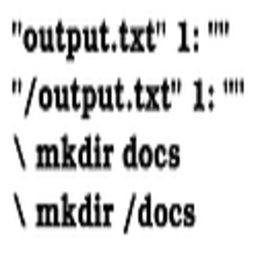 "output.txt" 1: ""
"/output.txt" 1: ""
\ mkdir docs
\ mkdir /docs